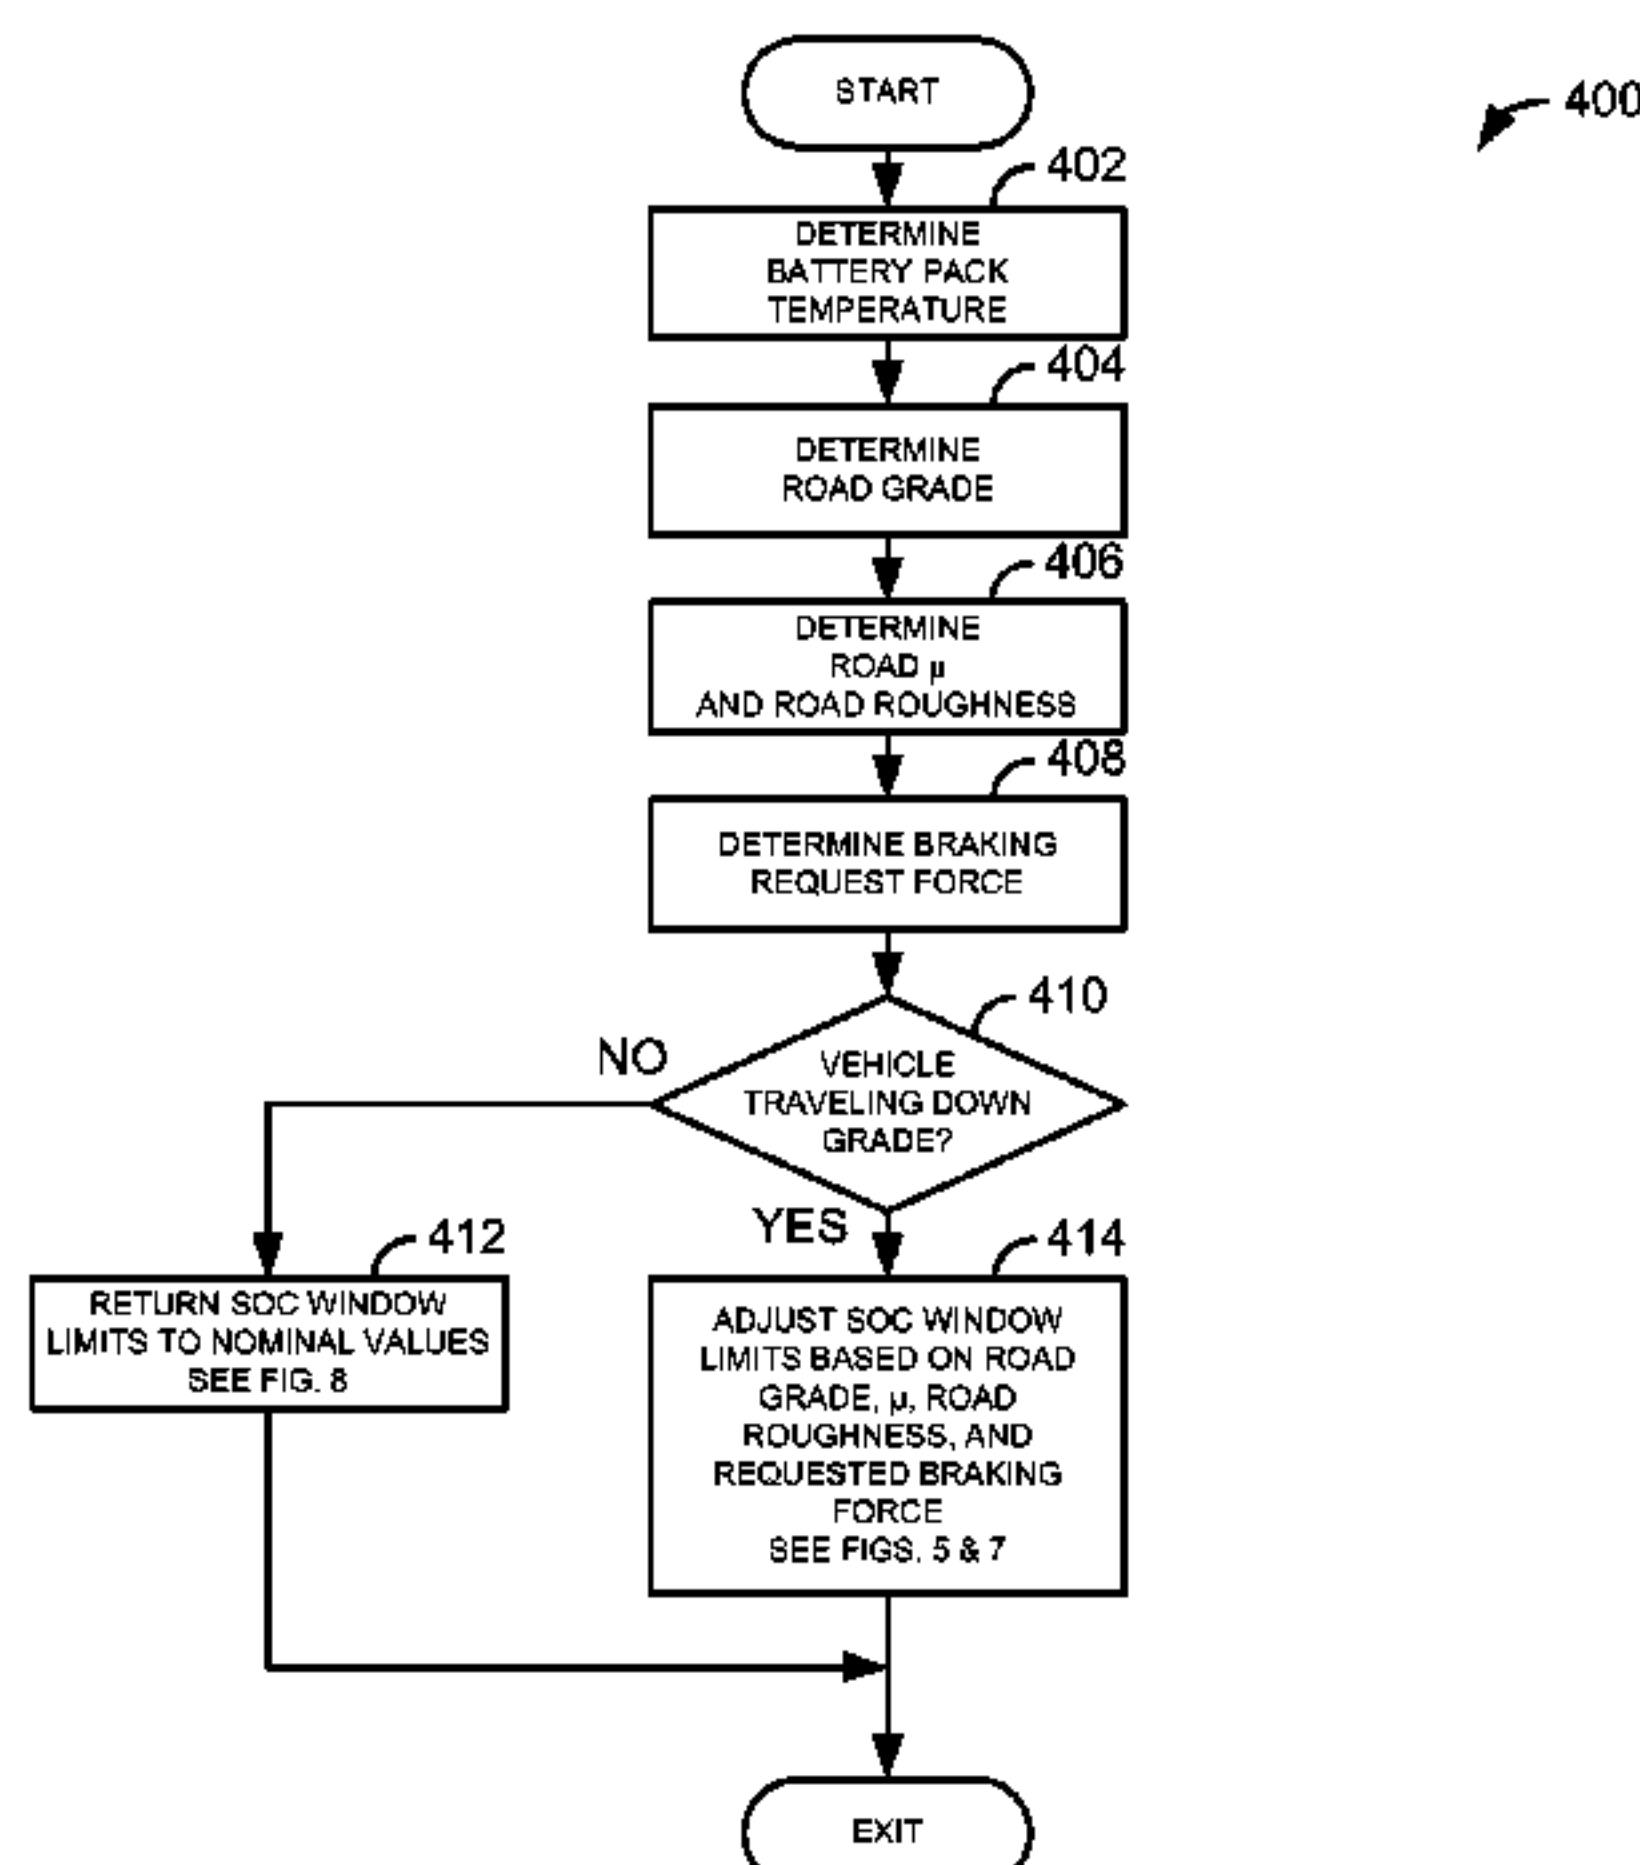 START
400
402
DETERMINE
BATTERY PACK
TEMPERATURE
404
DETERMINE
ROAD GRADE
406
DETERMINE
ROAD µ
AND ROAD ROUGHNESS
408
DETERMINE BRAKING
REQUEST FORCE
410
NO
VEHICLE
TRAVELING DOWN
GRADE?
YES
412
RETURN SOC WINDOW
LIMITS TO NOMINAL VALUES
SEE FIG. 8
414
ADJUST SOC WINDOW
LIMITS BASED ON ROAD
GRADE, µ, ROAD
ROUGHNESS, AND
REQUESTED BRAKING
FORCE
SEE FIGS. 5 & 7
EXIT